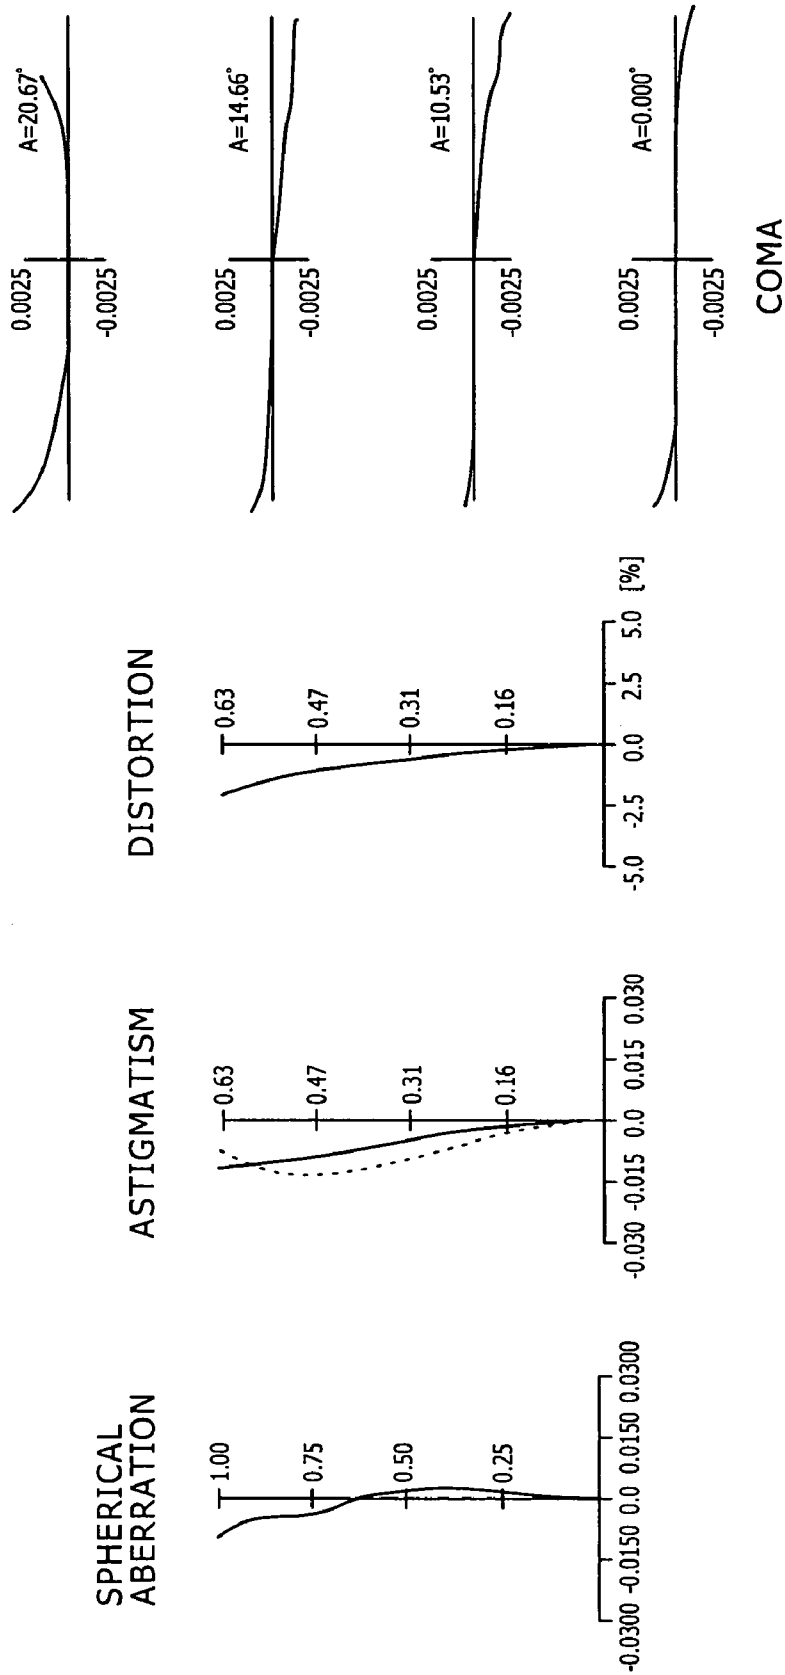 SPHERICAL
ABERRATION
1.00
0.75
0.50
0.25
-0.0300 -0.0150 0.0 0.0150 0.0300
ASTIGMATISM
0.63
0.47
0.31
0.16
-0.030 -0.015 0.0 0.015 0.030
DISTORTION
0.63
0.47
0.31
0.16
-5.0 -2.5 0.0 2.5 5.0 [%]
0.0025
A=20.67°
-0.0025
0.0025
A=14.66°
-0.0025
0.0025
A=10.53°
-0.0025
0.0025
A=0.000°
-0.0025
COMA